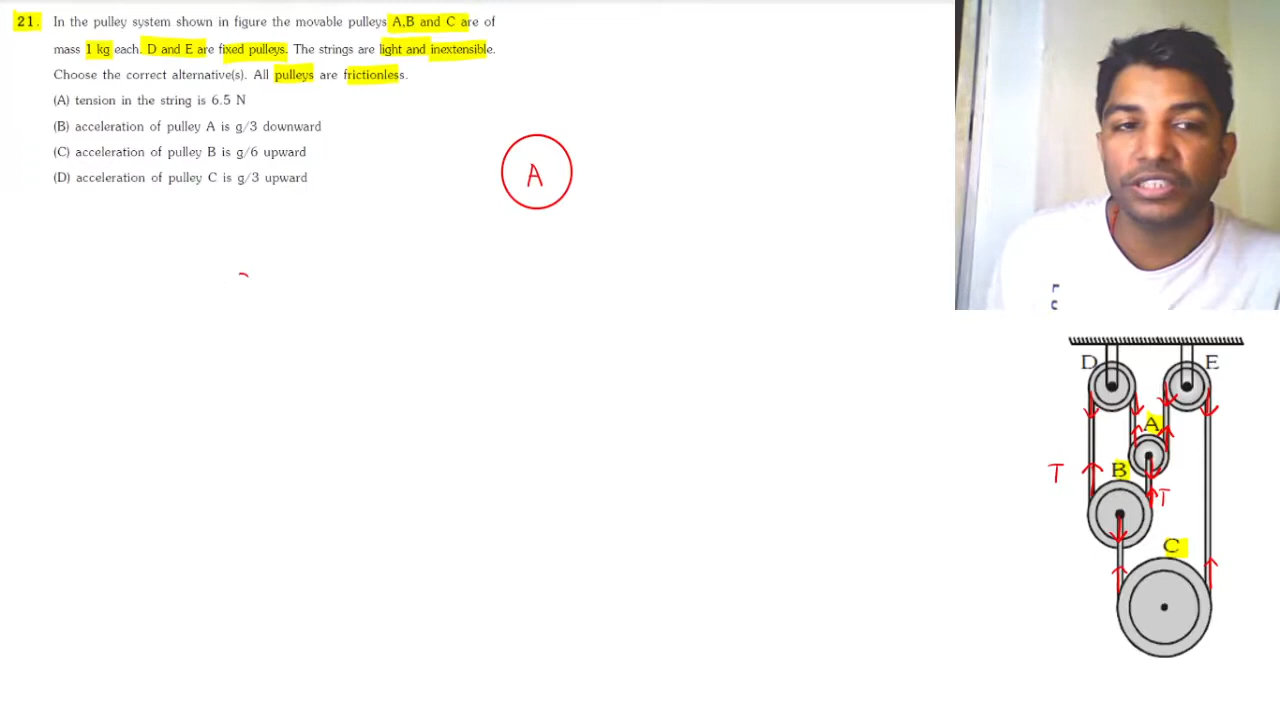 21. In the pulley system shown in figure the movable pulleys A,B and C are of
mass 1 kg each. D and E are fixed pulleys. The strings are light and inextensible.
Choose the correct alternative(s). All pulleys are frictionless.
(A) tension in the string is 6.5 N
(B) acceleration of pulley A is g/3 downward
(C) acceleration of pulley B is g/6 upward
(D) acceleration of pulley C is g/3 upward
A
D
E
A
B
T
T
C